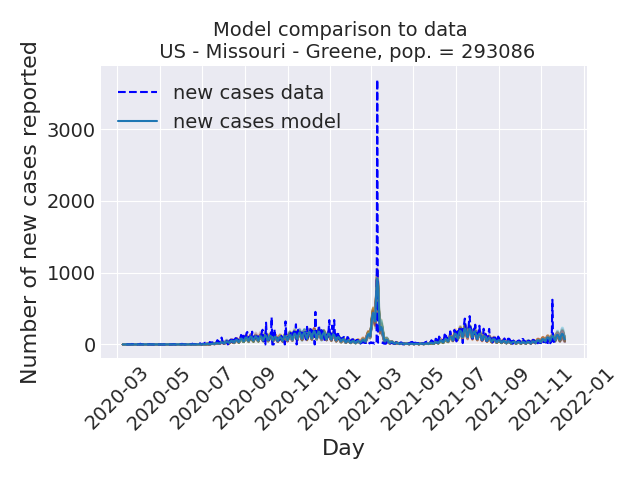 Model comparison to data
US - Missouri - Greene, pop. = 293086
Number of new cases reported
new cases data
new cases model
3000
2000
1000
0
2020-03
2020-05
2020-07
2020-09
2020-11
2021-01
2021-03
2021-05
2021-07
2021-09
2021-11
2022-01
Day